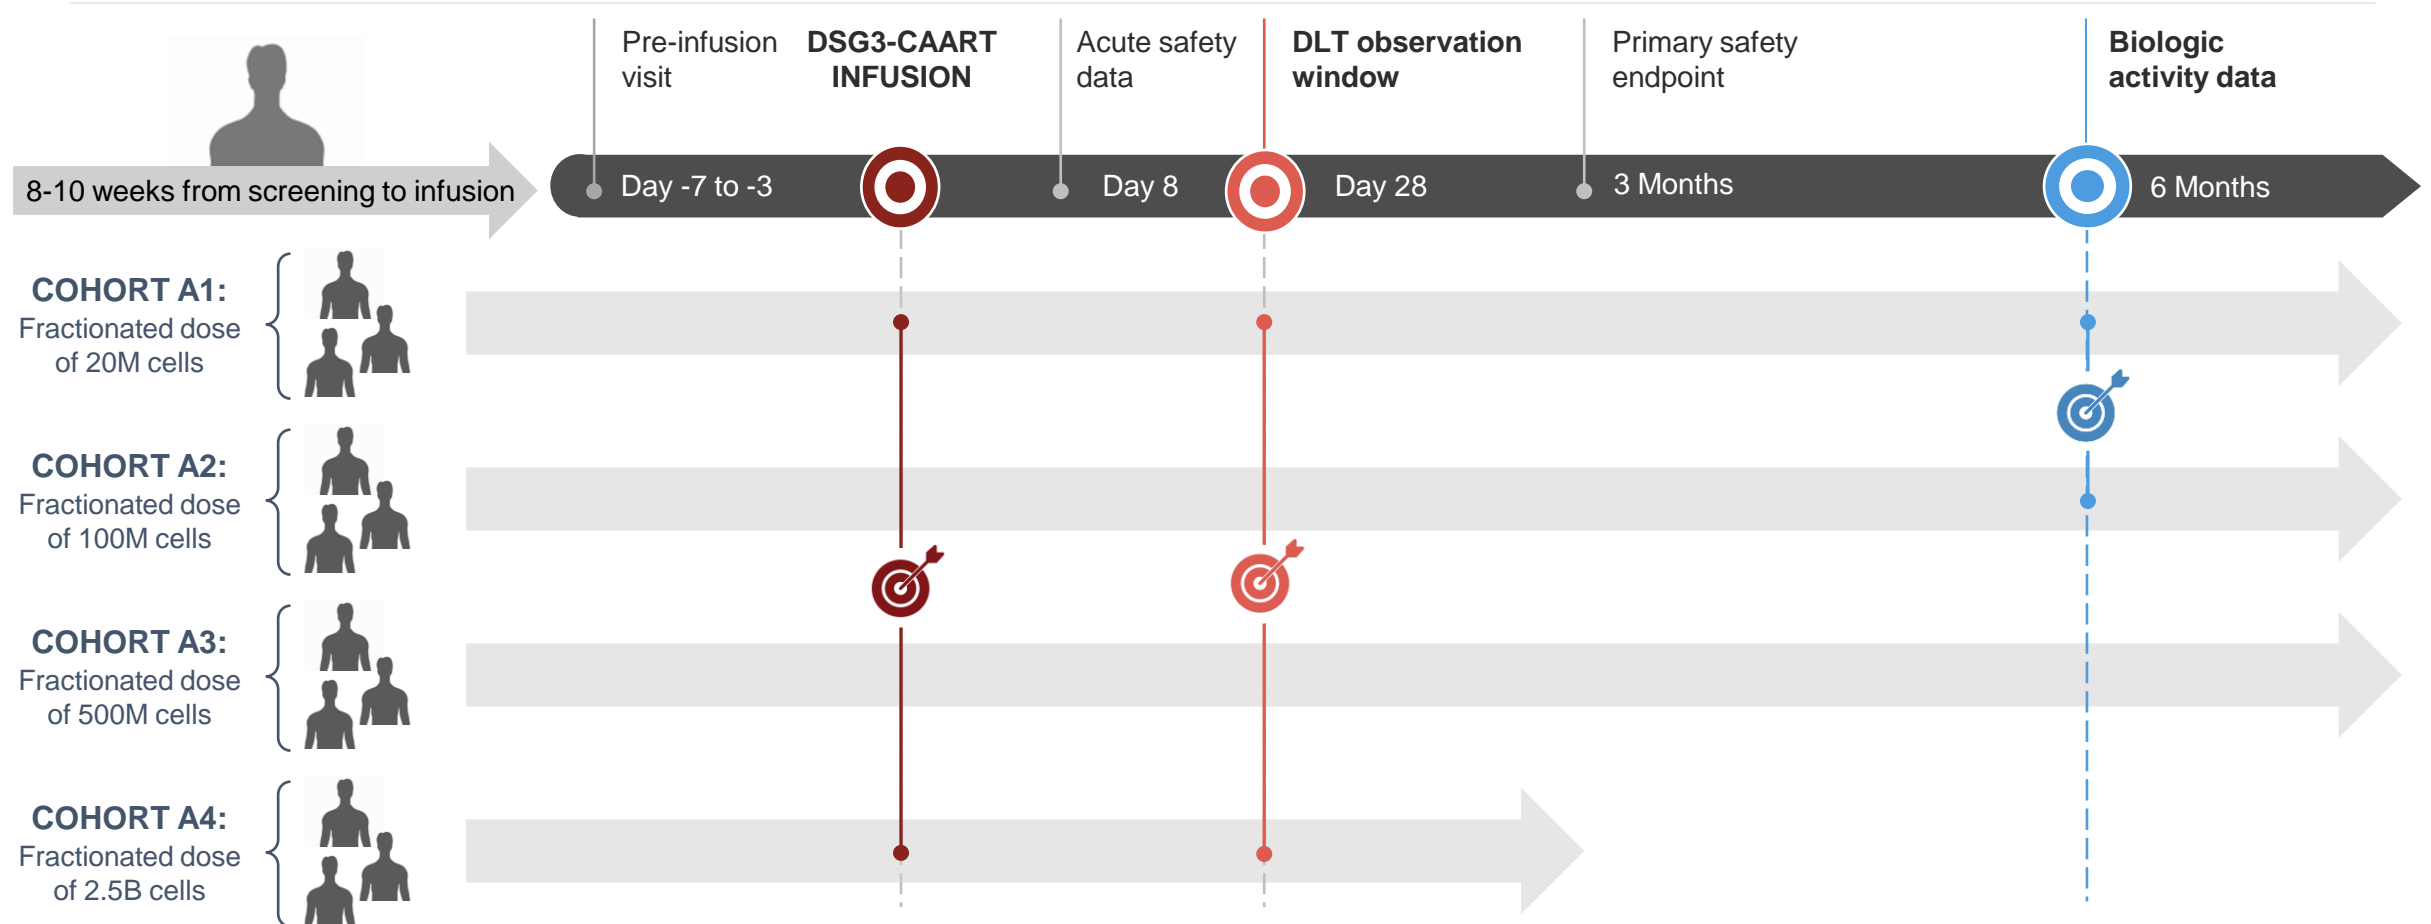 Pre-infusion
visit
DSG3-CAART
INFUSION
Acute safety
data
DLT observation
window
Primary safety
endpoint
Biologic
activity data
8-10 weeks from screening to infusion
Day -7 to -3
Day 8
Day 28
3 Months
6 Months
COHORT A1:
Fractionated dose
of 20M cells
COHORT A2:
Fractionated dose
of 100M cells
COHORT A3:
Fractionated dose
of 500M cells
COHORT A4:
Fractionated dose
of 2.5B cells